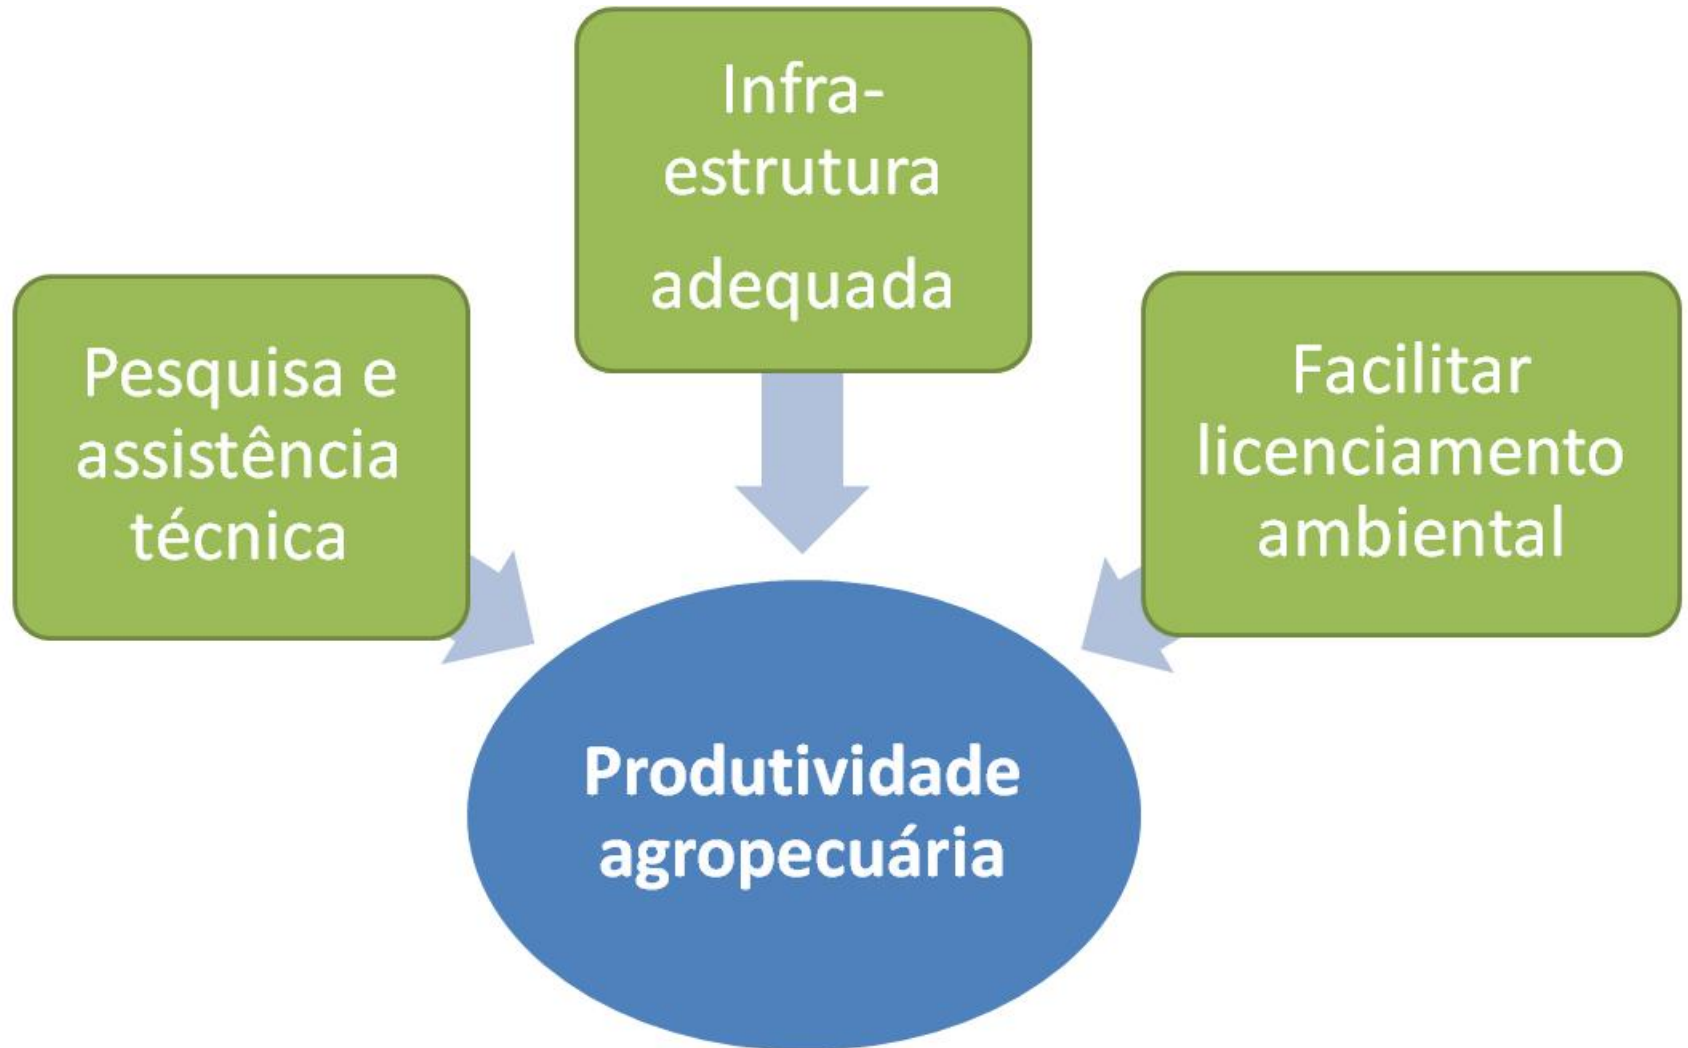 Infra-
estrutura
adequada
Pesquisa e
assistência
técnica
Facilitar
licenciamento
ambiental
Produtividade
agropecuária